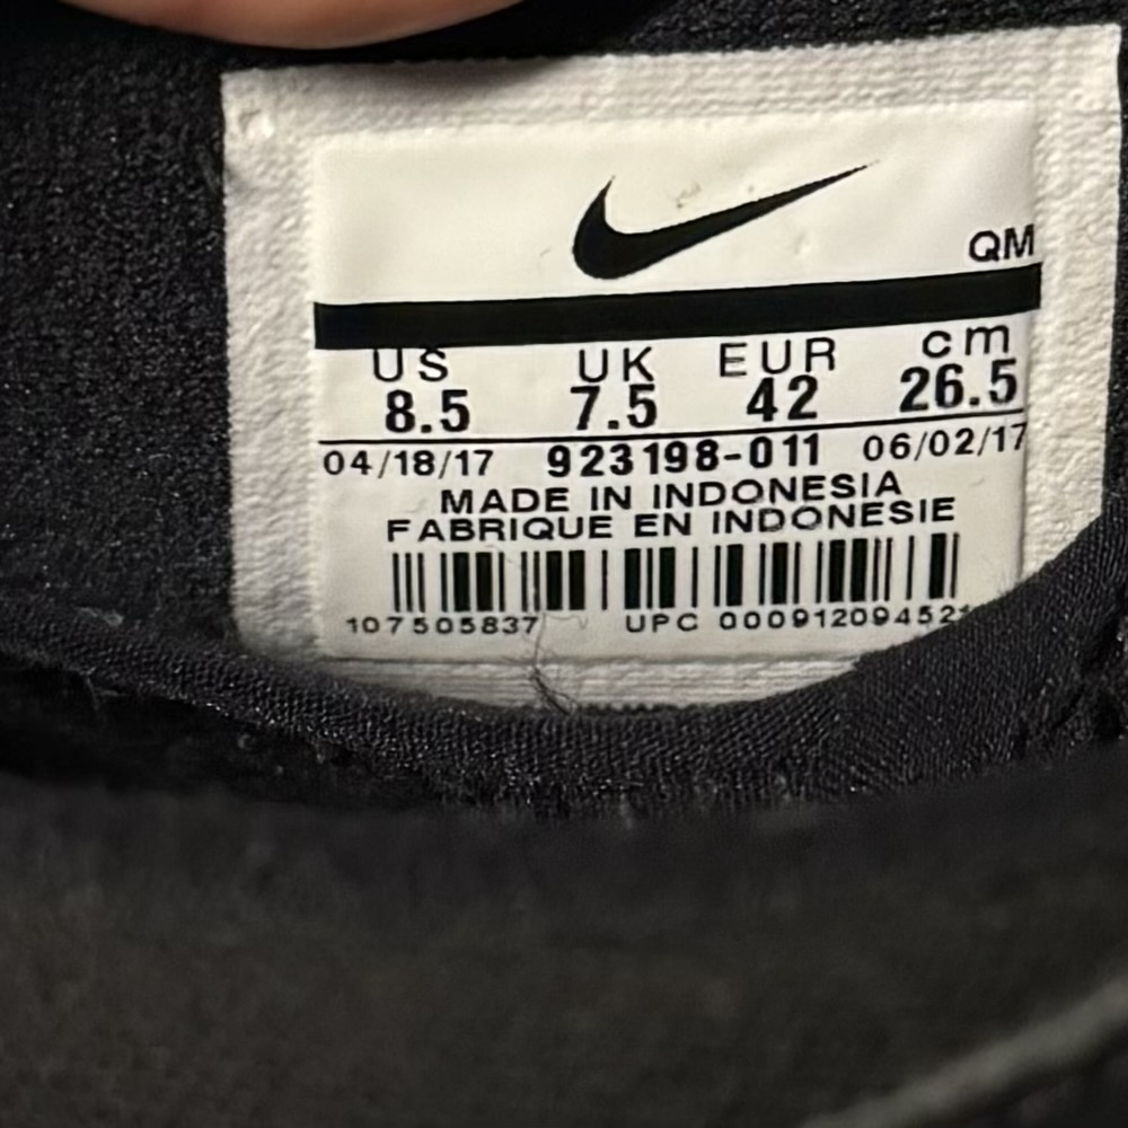 QM
US UK EUR cm
8.5 7.5 42 26.5
04/18/17 923198-011 06/02/17
MADE IN INDONESIA
FABRIQUE EN INDONESIE
107505837 UPC 00091209452